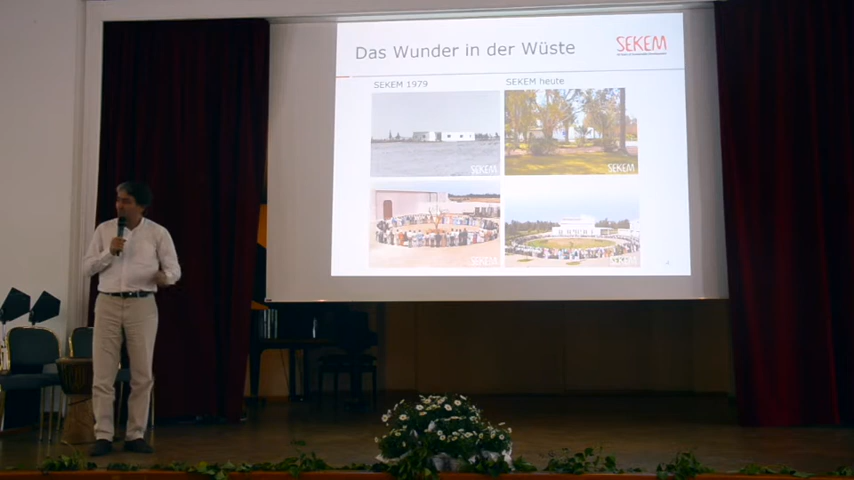 Das Wunder in der Wüste
SEKEM
SEKEM 1979
SEKEM heute
SEKEM
SEKEM
SEKEM
SEKEM